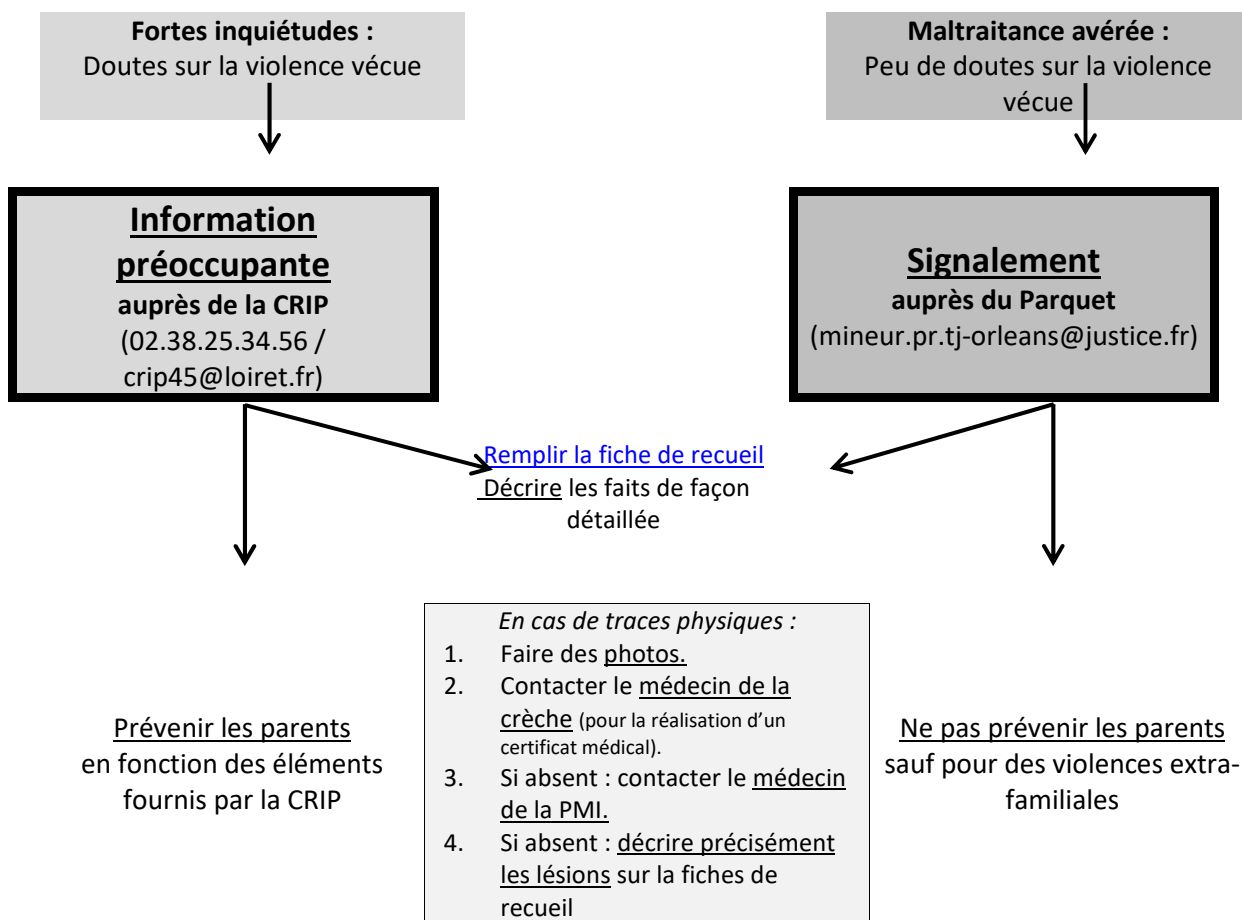 Fortes inquiétudes :
Doutes sur la violence vécue
Maltraitance avérée :
Peu de doutes sur la violence
vécue
Information
préoccupante
auprès de la CRIP
(02.38.25.34.56 /
crip45@loiret.fr)
Signalement
auprès du Parquet
(mineur.pr.tj-orleans@justice.fr)
Remplir la fiche de recueil
Décrire les faits de façon
détaillée
Prévenir les parents
en fonction des éléments
fournis par la CRIP
En cas de traces physiques :
1. Faire des photos.
2. Contacter le médecin de la
crèche (pour la réalisation d’un
certificat médical).
3. Si absent : contacter le médecin
de la PMI.
4. Si absent : décrire précisément
les lésions sur la fiches de
recueil
Ne pas prévenir les parents
sauf pour des violences extra-
familiales